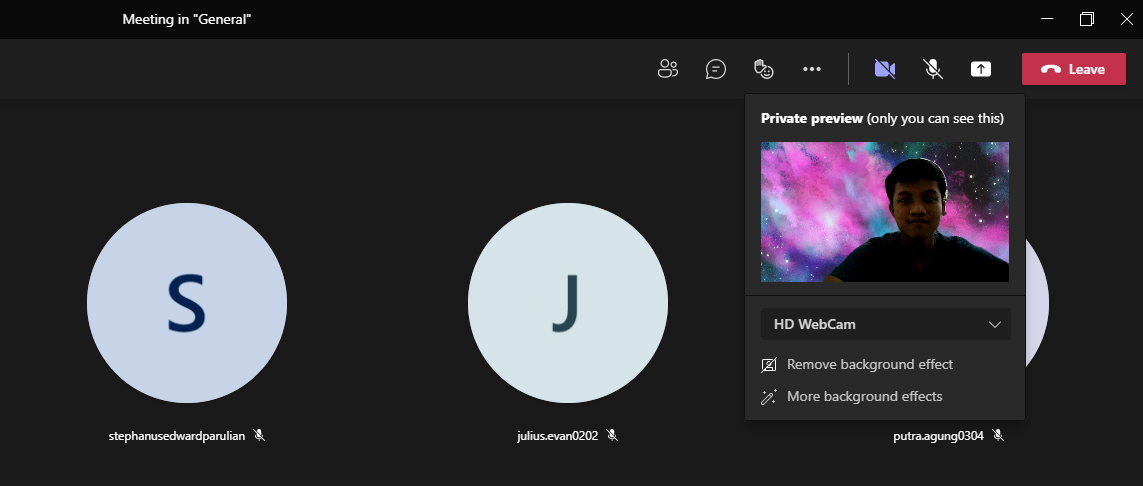 Meeting in "General"
Leave
Private preview (only you can see this)
S
J
HD WebCam
Remove background effect
More background effects
stephanusedwardparulian
julius.evan0202
putra.agung0304